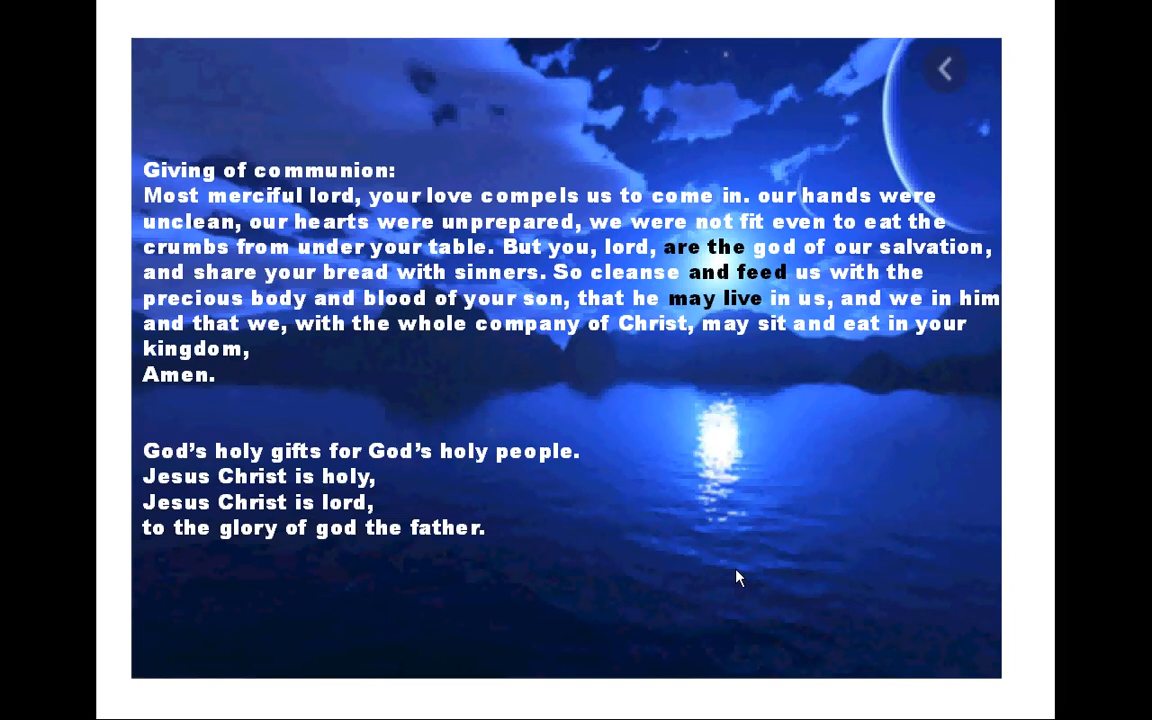 Giving of communion:
Most merciful lord, your love compels us to come in. our hands were
unclean, our hearts were unprepared, we were not fit even to eat the
crumbs from under your table. But you, lord, are the god of our salvation,
and share your bread with sinners. So cleanse and feed us with the
precious body and blood of your son, that he may live in us, and we in him
and that we, with the whole company of Christ, may sit and eat in your
kingdom,
Amen.
God’s holy gifts for God’s holy people.
Jesus Christ is holy,
Jesus Christ is lord,
to the glory of god the father.